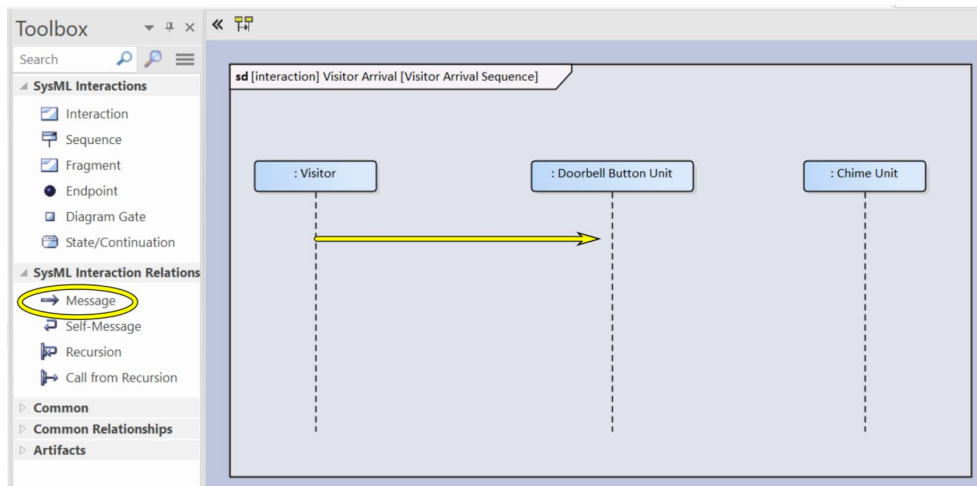 Toolbox
Search
SysML Interactions
Interaction
Sequence
Fragment
Endpoint
Diagram Gate
State/Continuation
SysML Interaction Relations
Message
Self-Message
Recursion
Call from Recursion
Common
Common Relationships
Artifacts
sd [interaction] Visitor Arrival [Visitor Arrival Sequence]
: Visitor
: Doorbell Button Unit
: Chime Unit